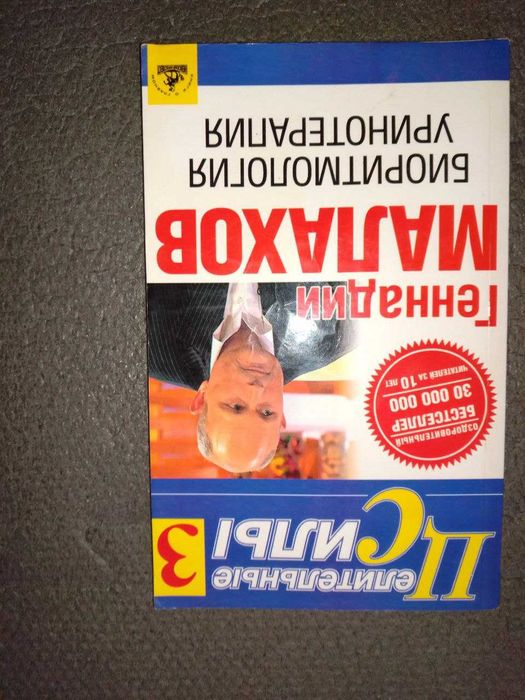 Целительные
Силы
3
ОЗДОРОВИТЕЛЬНЫЙ
БЕСТСЕЛЛЕР
30 000 000
ЧИТАТЕЛЕЙ ЗА 10 ЛЕТ
Геннадий
МАЛАХОВ
БИОРИТМОЛОГИЯ
УРИНОТЕРАПИЯ